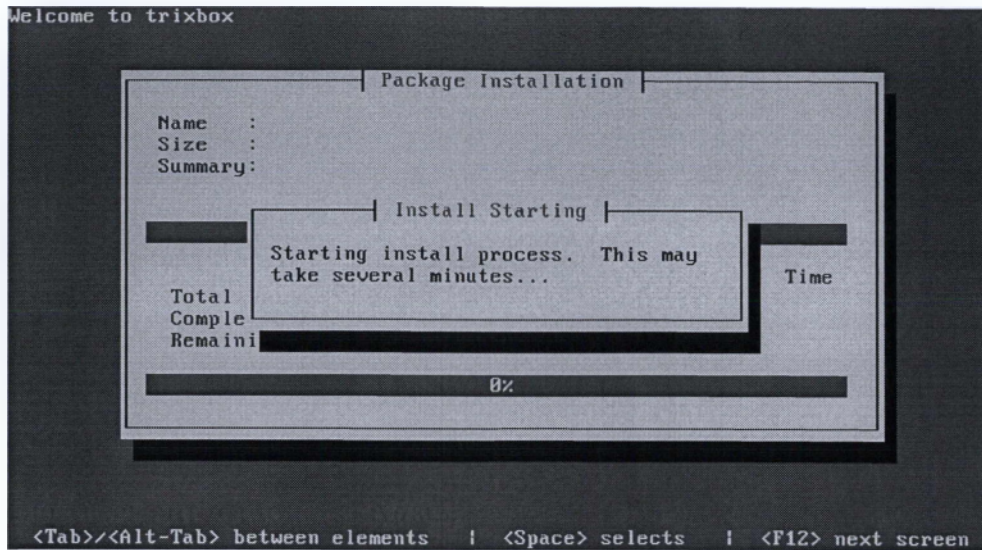 Welcome to trixbox
Package Installation
Name :
Size :
Summary:
Install Starting
Starting install process. This may
take several minutes...
Time
Total
Comple
Remaini
0%
<Tab>/<Alt-Tab> between elements | <Space> selects | <F12> next screen